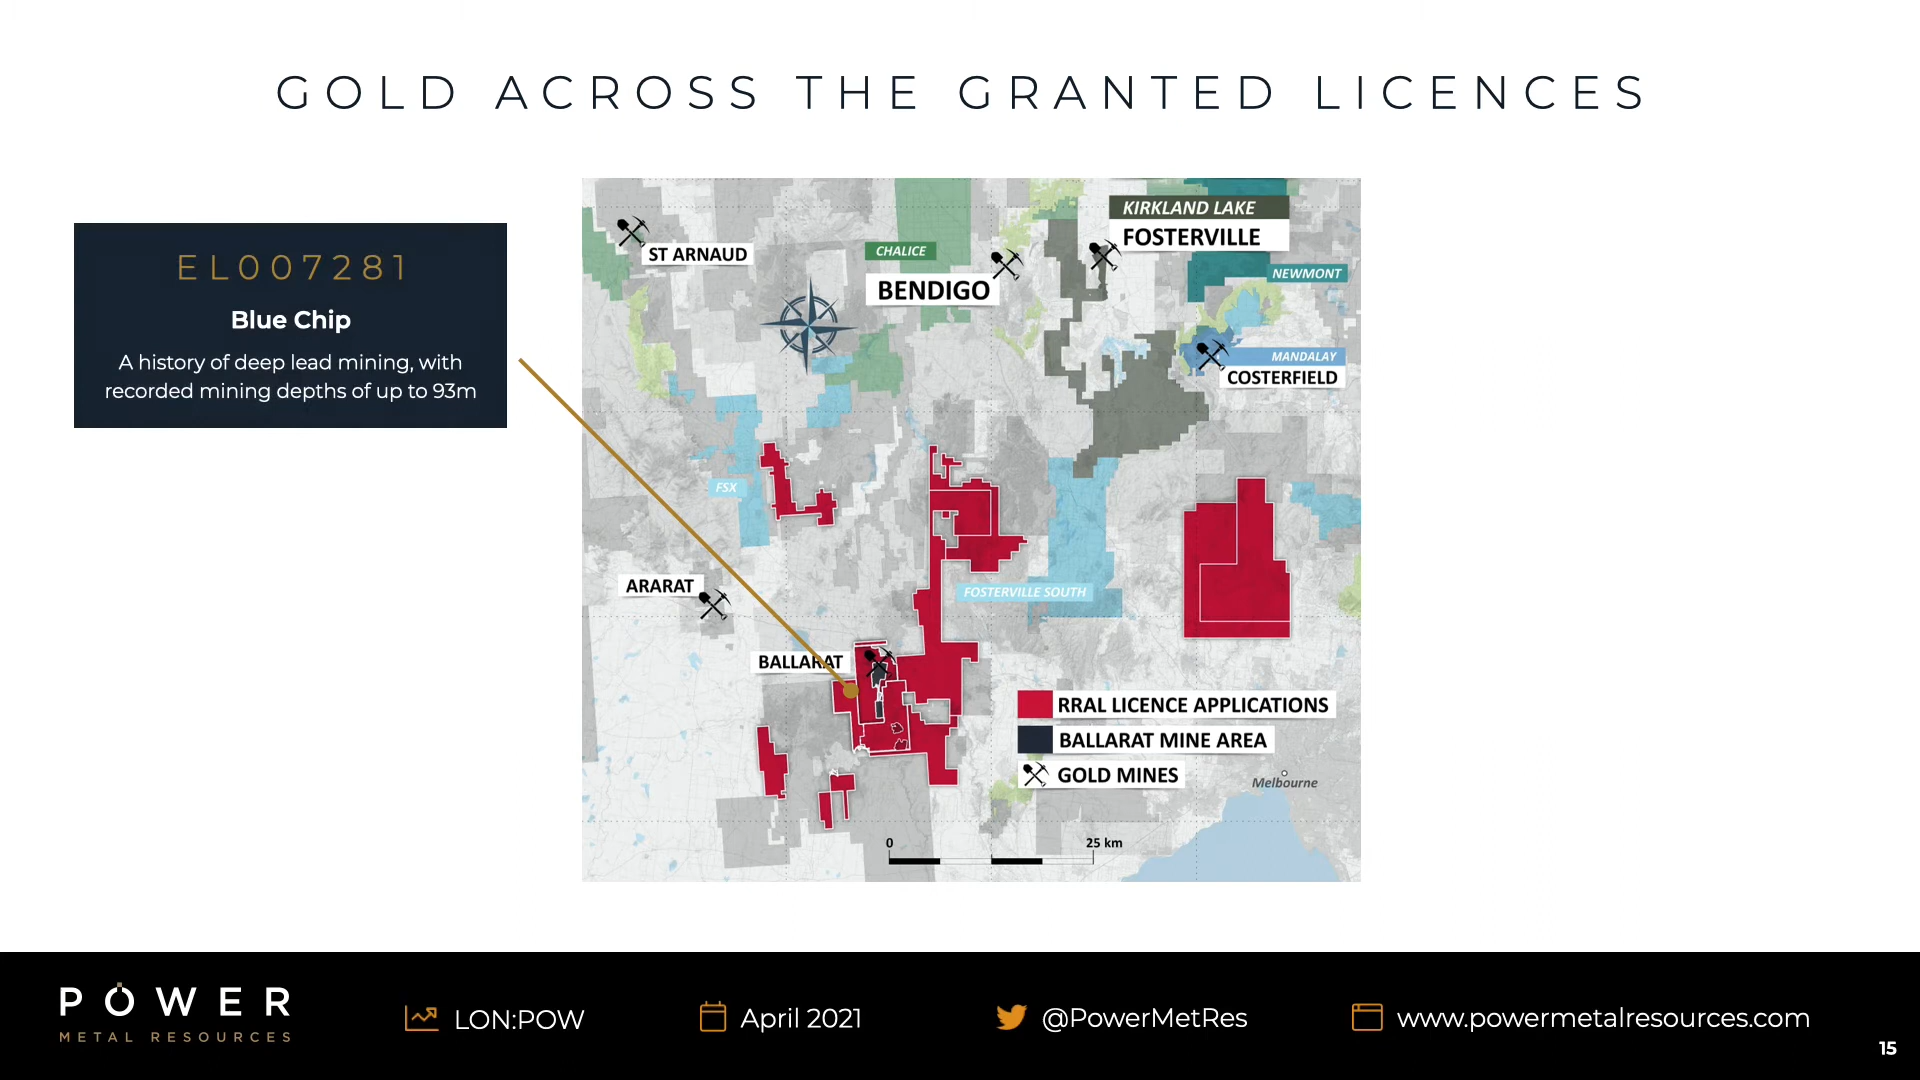 GOLD ACROSS THE GRANTED LICENCES
EL007281
Blue Chip
A history of deep lead mining, with
recorded mining depths of up to 93m
ST ARNAUD
CHALICE
BENDIGO
KIRKLAND LAKE
FOSTERVILLE
NEWMONT
MANDALAY
COSTERFIELD
FSX
ARARAT
FOSTERVILLE SOUTH
BALLARAT
RRAL LICENCE APPLICATIONS
BALLARAT MINE AREA
GOLD MINES
Melbourne
0
25 km
POWER
METAL RESOURCES
LON:POW
April 2021
@PowerMetRes
www.powermetalresources.com
15